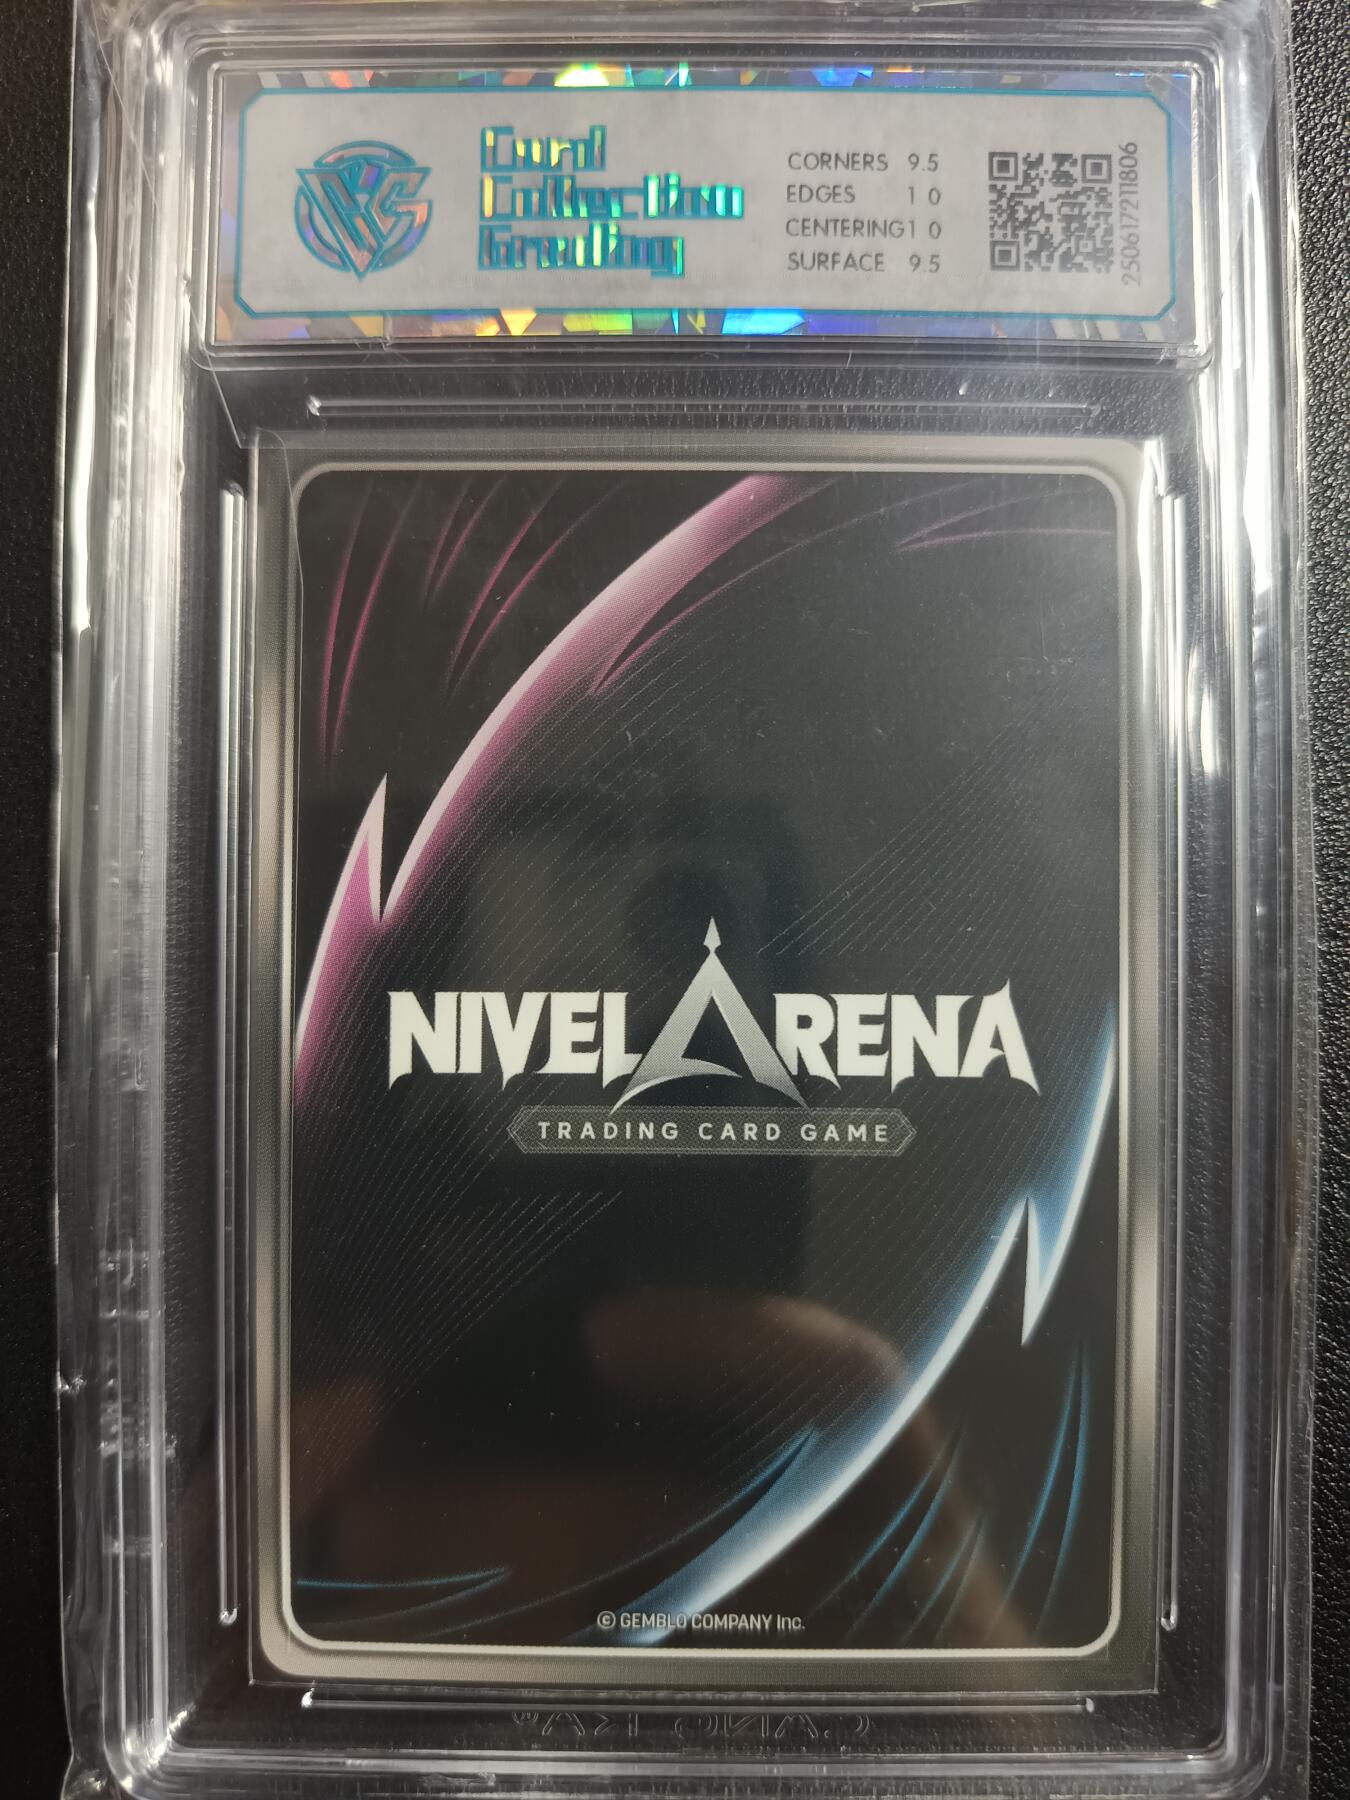 Card
Collection
Grading
CORNERS 9.5
EDGES 10
CENTERING 10
SURFACE 9.5
250617211806
NIVEL ARENA
TRADING CARD GAME
© GEMBLO COMPANY Inc.